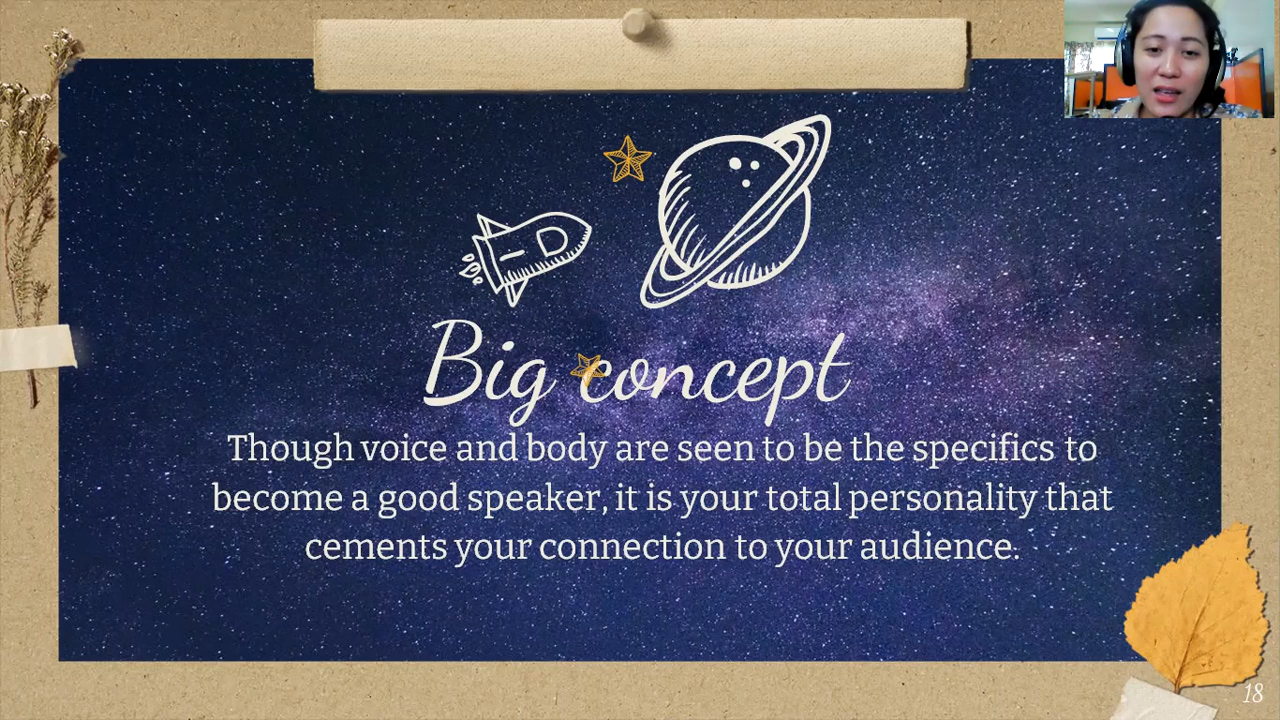 Big concept
Though voice and body are seen to be the specifics to
become a good speaker, it is your total personality that
cements your connection to your audience.
18